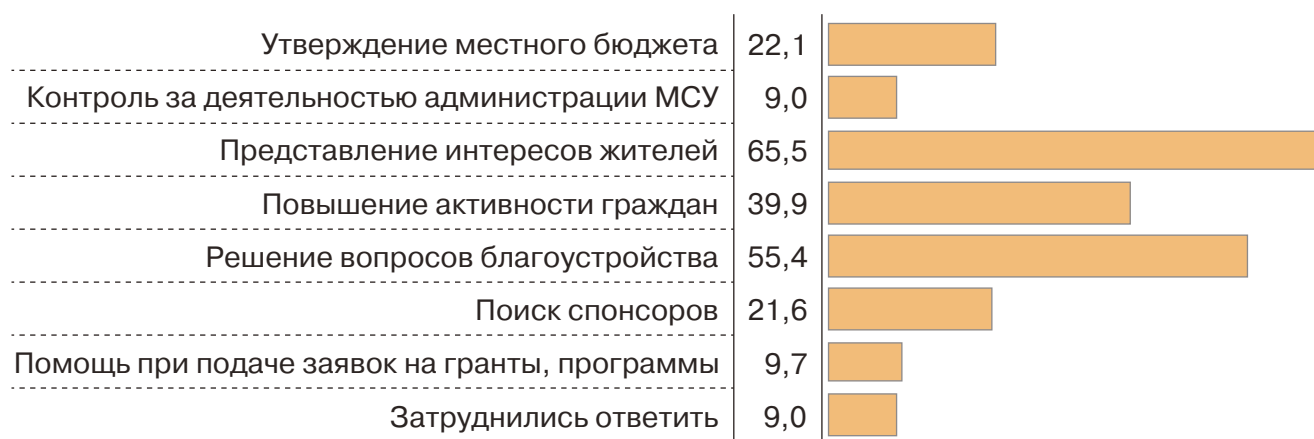 Утверждение местного бюджета 22,1
Контроль за деятельностью администрации МСУ 9,0
Представление интересов жителей 65,5
Повышение активности граждан 39,9
Решение вопросов благоустройства 55,4
Поиск спонсоров 21,6
Помощь при подаче заявок на гранты, программы 9,7
Затруднились ответить 9,0